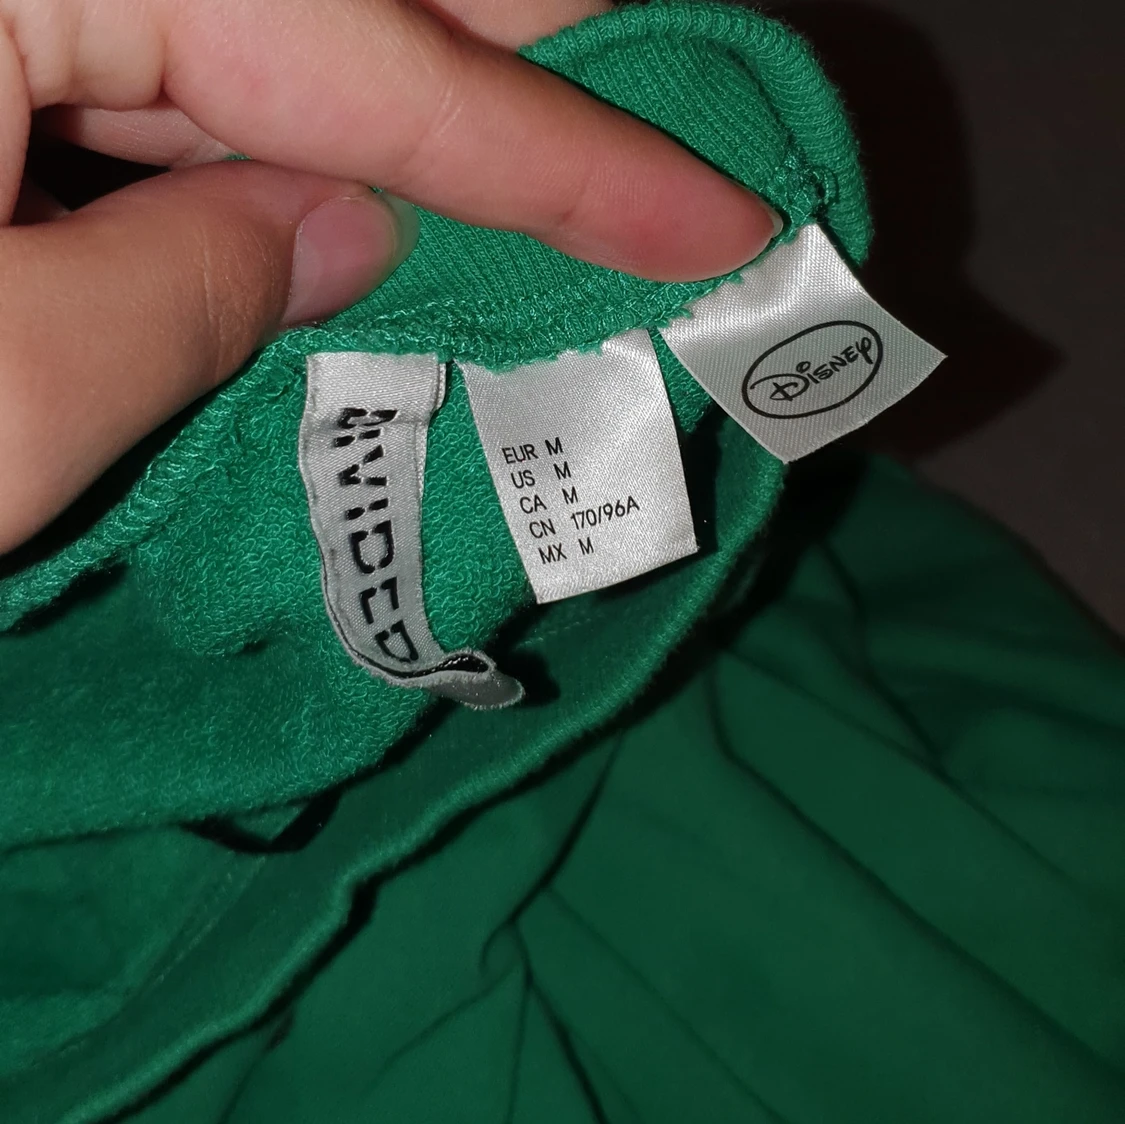 DIVIDED
EUR M
US M
CA M
CN 170/96A
MX M
Disney